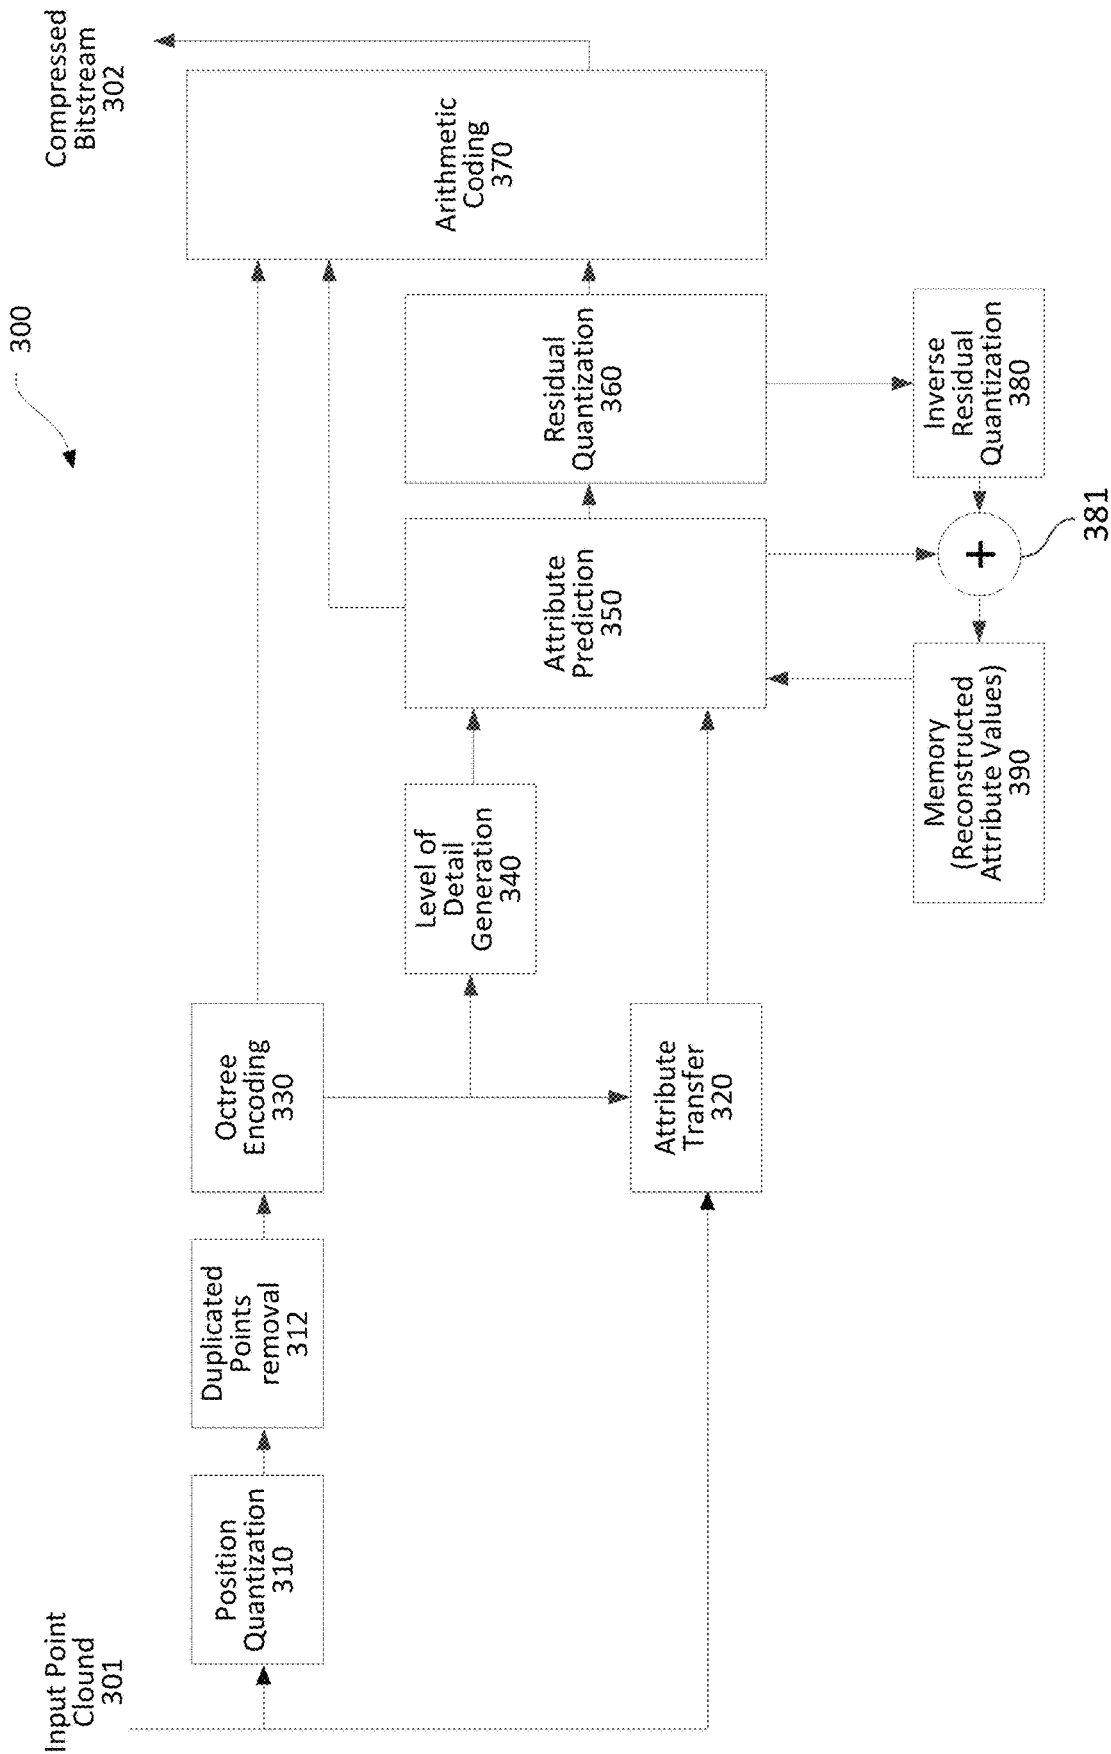 300
Input Point
Clound
301
Position
Quantization
310
Duplicated
Points
removal
312
Octree
Encoding
330
Attribute
Transfer
320
Level of
Detail
Generation
340
Attribute
Prediction
350
Residual
Quantization
360
Arithmetic
Coding
370
Compressed
Bitstream
302
Inverse
Residual
Quantization
380
+
381
Memory
(Reconstructed
Attribute Values)
390